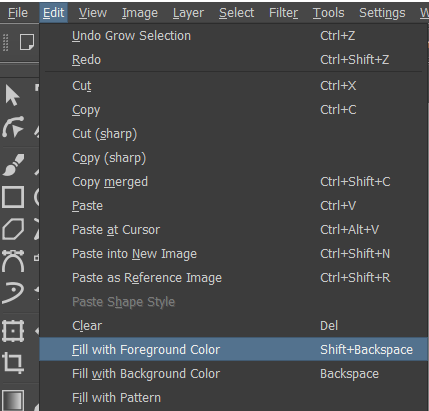 File Edit View Image Layer Select Filter Tools Settings
Undo Grow Selection Ctrl+Z
Redo Ctrl+Shift+Z
Cut Ctrl+X
Copy Ctrl+C
Cut (sharp)
Copy (sharp)
Copy merged Ctrl+Shift+C
Paste Ctrl+V
Paste at Cursor Ctrl+Alt+V
Paste into New Image Ctrl+Shift+N
Paste as Reference Image Ctrl+Shift+R
Paste Shape Style
Clear Del
Fill with Foreground Color Shift+Backspace
Fill with Background Color Backspace
Fill with Pattern